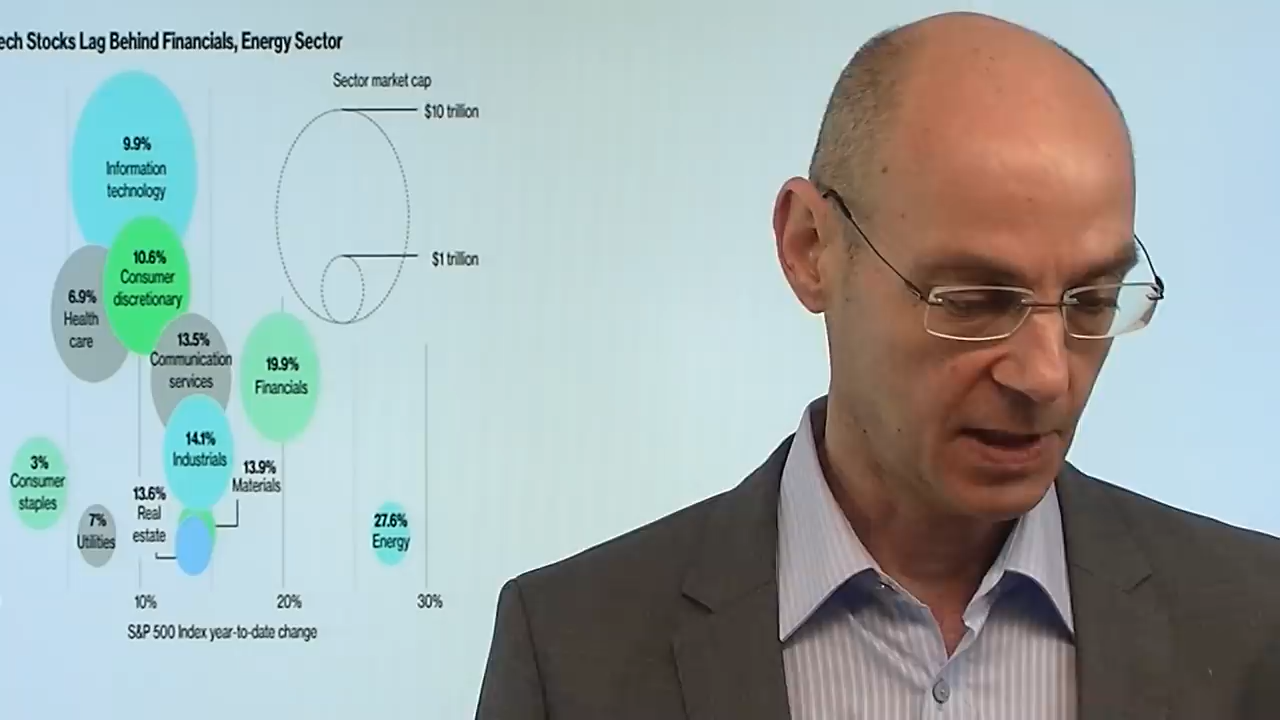 ech Stocks Lag Behind Financials, Energy Sector
Sector market cap
$10 trillion
$1 trillion
9.9%
Information
technology
10.6%
Consumer
discretionary
6.9%
Health
care
13.5%
Communication
services
19.9%
Financials
14.1%
Industrials
13.9%
Materials
3%
Consumer
staples
13.6%
Real
estate
7%
Utilities
27.6%
Energy
10%
20%
30%
S&P 500 Index year-to-date change